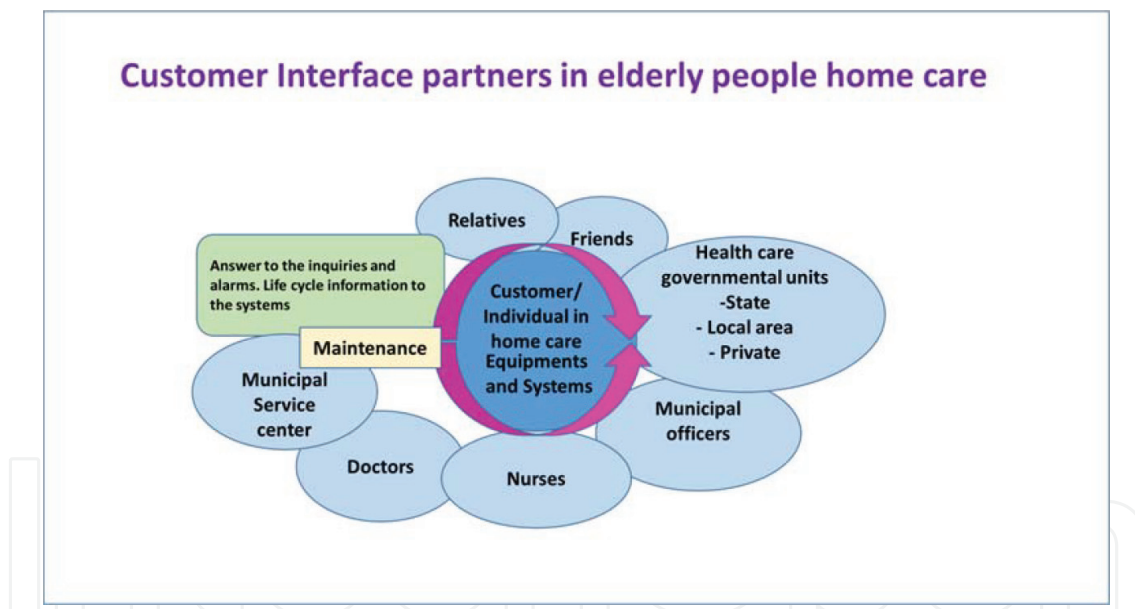 Customer Interface partners in elderly people home care
Relatives
Friends
Answer to the inquiries and
alarms. Life cycle information to
the systems
Health care
governmental units
-State
- Local area
- Private
Customer/
Individual in
home care
Equipments
and Systems
Maintenance
Municipal
Service
center
Municipal
officers
Doctors
Nurses